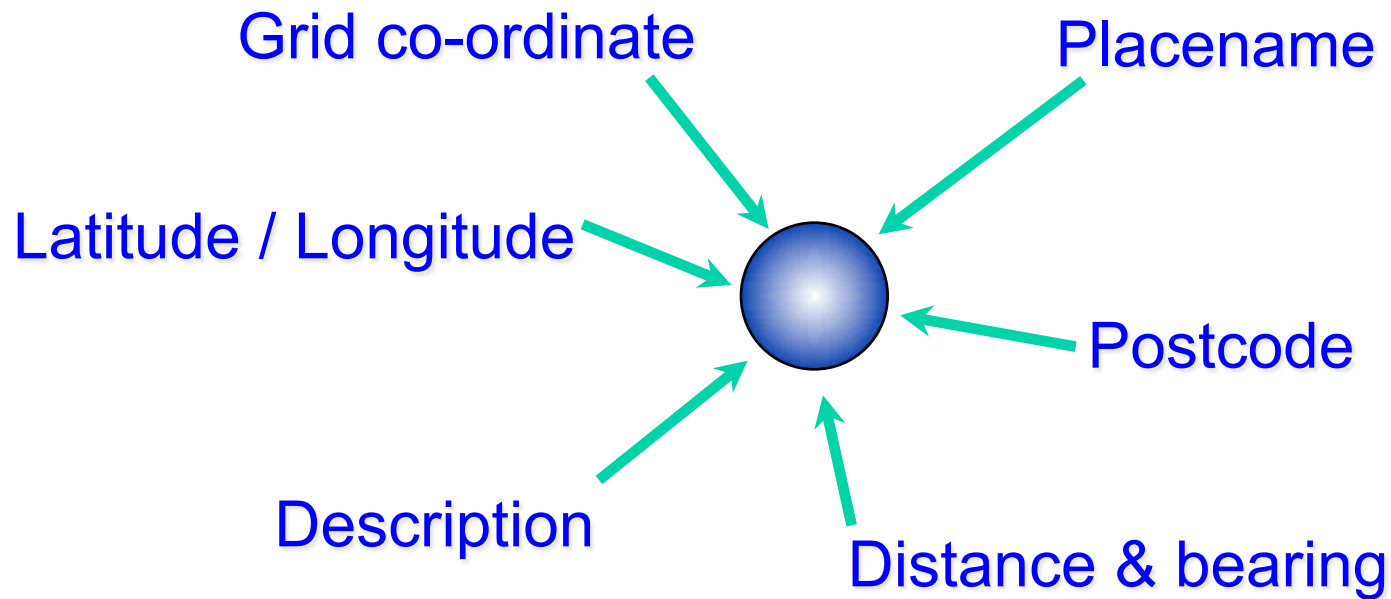 Grid co-ordinate
Placename
Latitude / Longitude
Postcode
Description
Distance & bearing